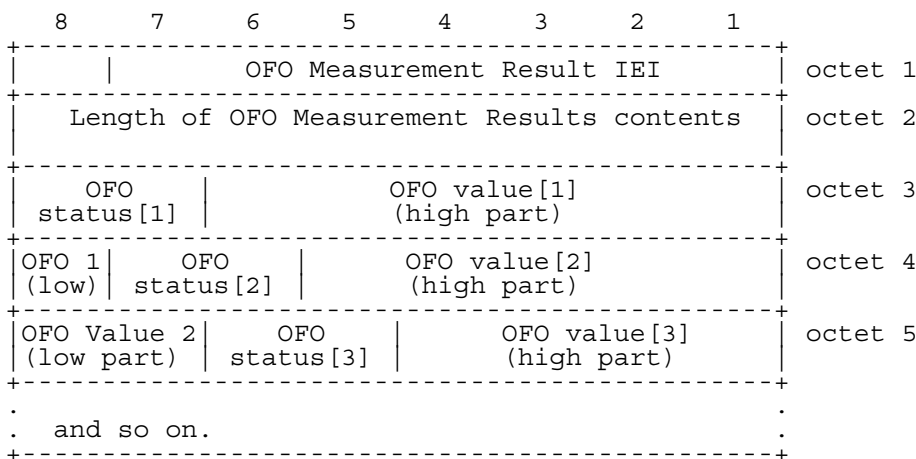 8 7 6 5 4 3 2 1
OFO Measurement Result IEI octet 1
Length of OFO Measurement Results contents octet 2
OFO OFO value[1] octet 3
status[1] (high part)
OFO 1 OFO OFO value[2] octet 4
(low) status[2] (high part)
OFO Value 2 OFO OFO value[3] octet 5
(low part) status[3] (high part)
. .
. and so on. .